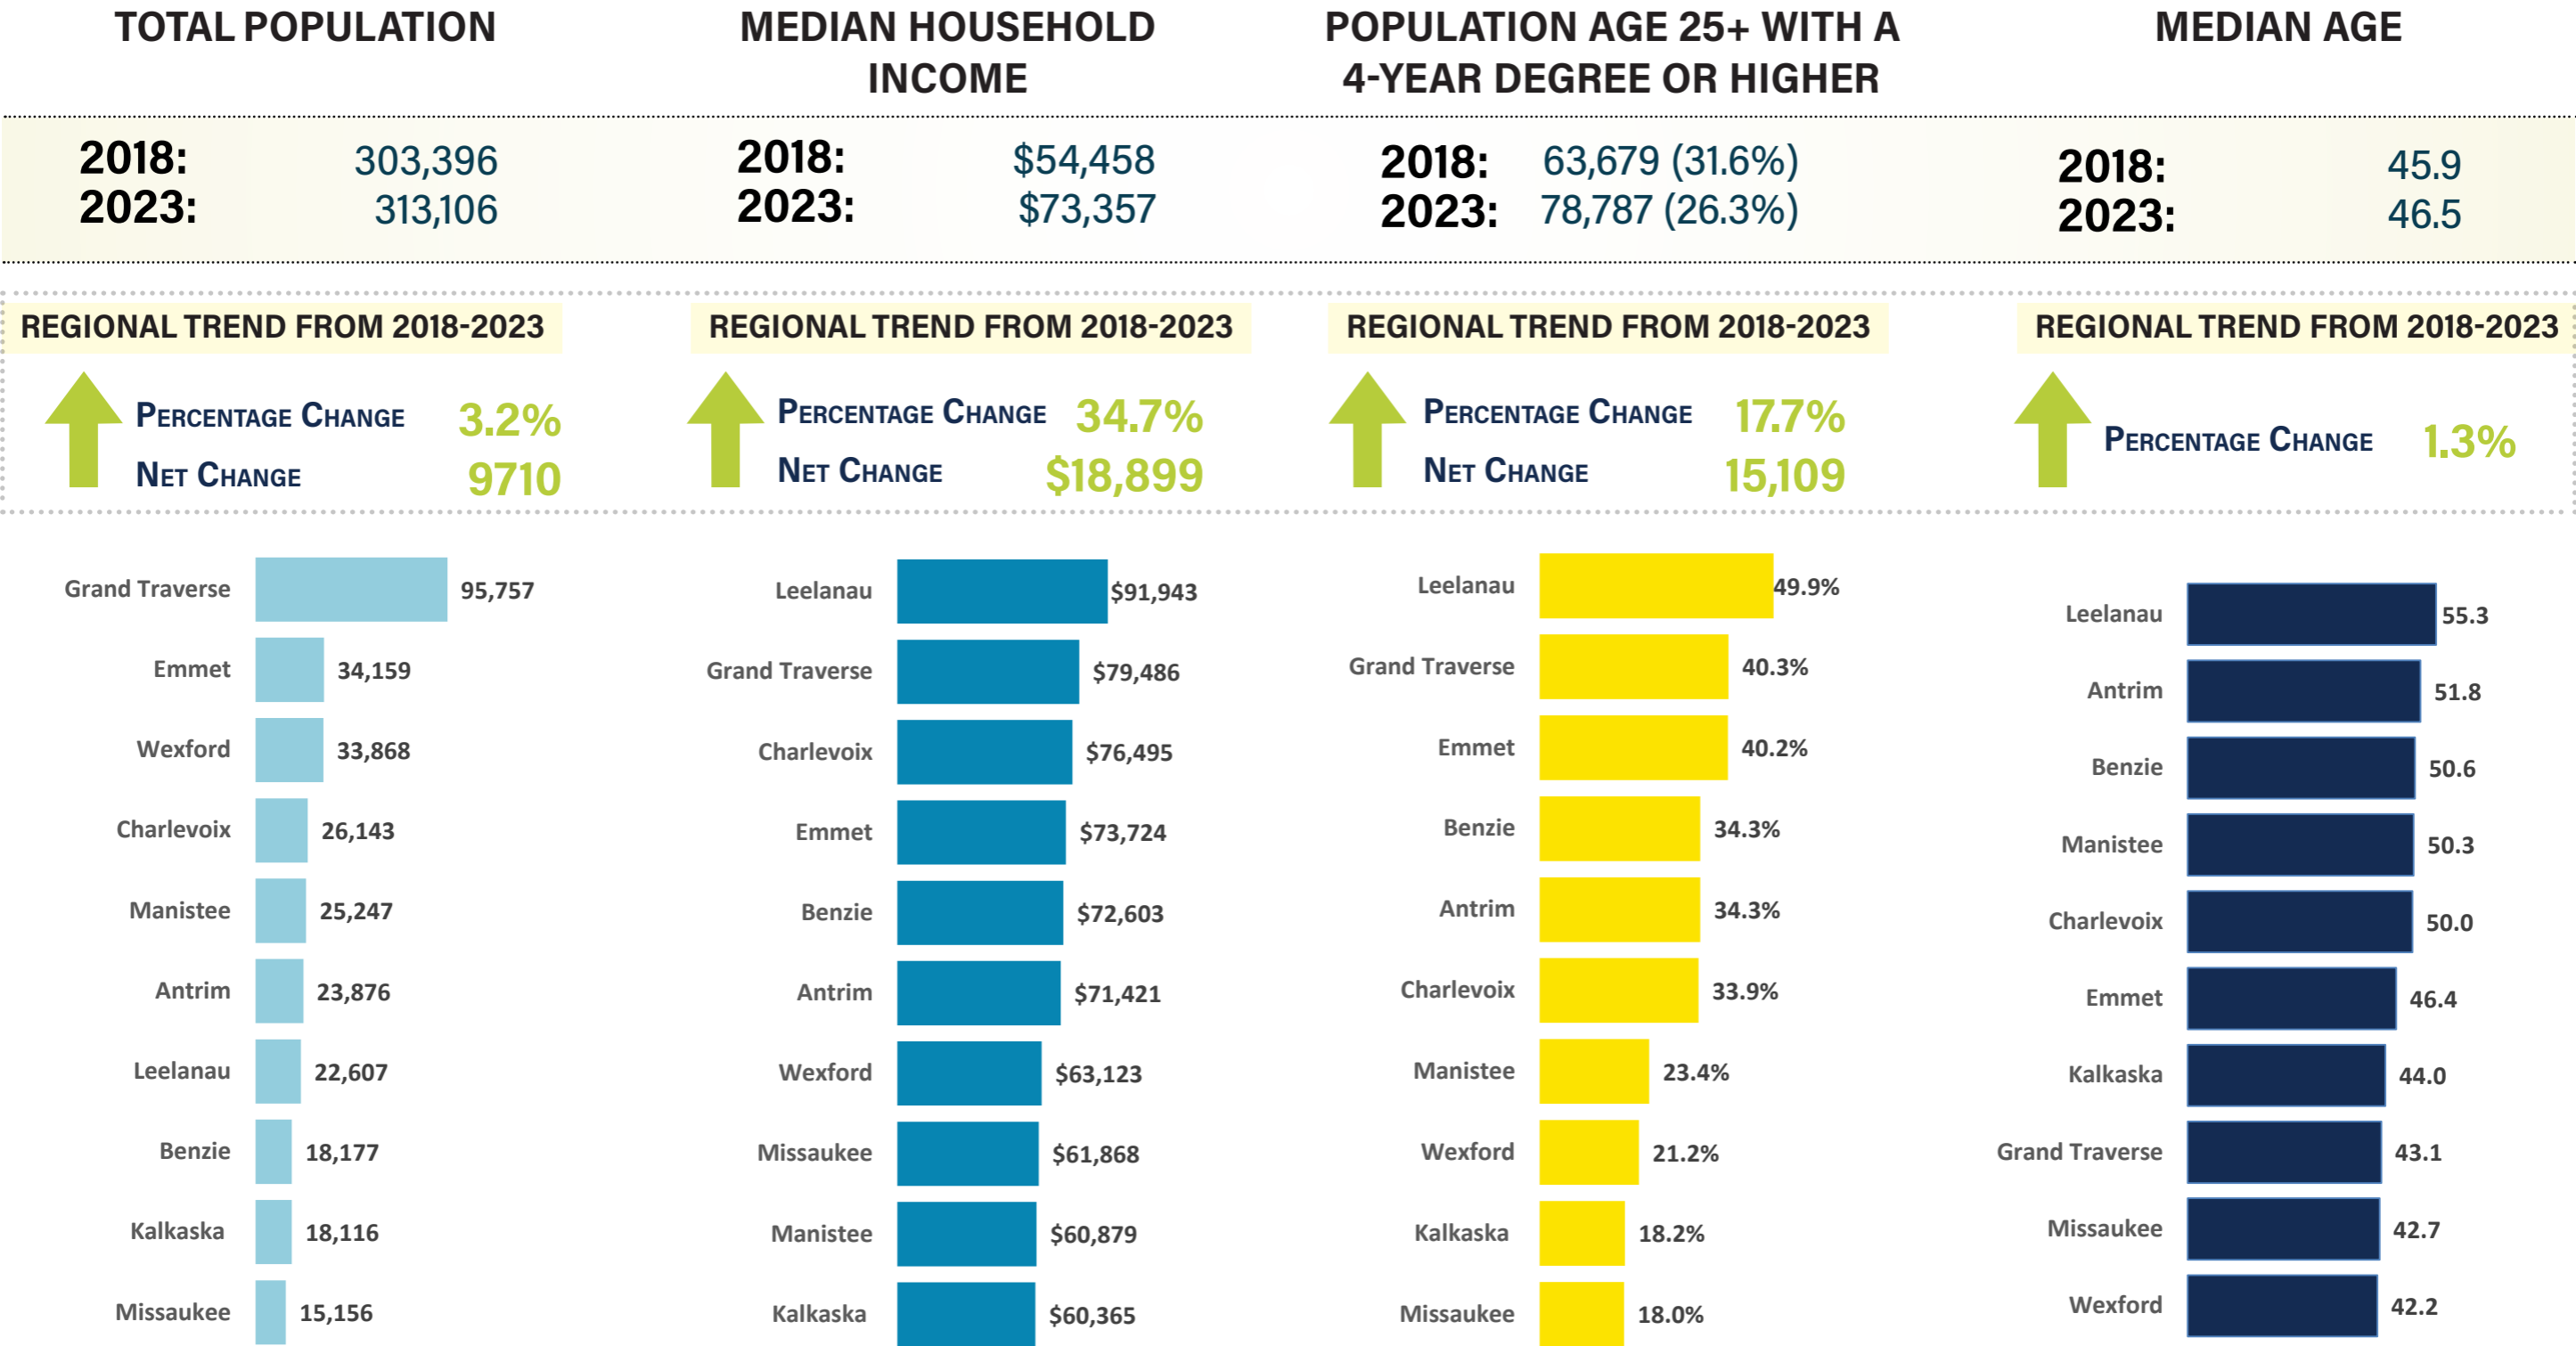 TOTAL POPULATION
2018: 303,396
2023: 313,106
REGIONAL TREND FROM 2018-2023
PERCENTAGE CHANGE 3.2%
NET CHANGE 9710
Grand Traverse 95,757
Emmet 34,159
Wexford 33,868
Charlevoix 26,143
Manistee 25,247
Antrim 23,876
Leelanau 22,607
Benzie 18,177
Kalkaska 18,116
Missaukee 15,156
MEDIAN HOUSEHOLD
INCOME
2018: $54,458
2023: $73,357
REGIONAL TREND FROM 2018-2023
PERCENTAGE CHANGE 34.7%
NET CHANGE $18,899
Leelanau $91,943
Grand Traverse $79,486
Charlevoix $76,495
Emmet $73,724
Benzie $72,603
Antrim $71,421
Wexford $63,123
Missaukee $61,868
Manistee $60,879
Kalkaska $60,365
POPULATION AGE 25+ WITH A
4-YEAR DEGREE OR HIGHER
2018: 63,679 (31.6%)
2023: 78,787 (26.3%)
REGIONAL TREND FROM 2018-2023
PERCENTAGE CHANGE 17.7%
NET CHANGE 15,109
Leelanau 49.9%
Grand Traverse 40.3%
Emmet 40.2%
Benzie 34.3%
Antrim 34.3%
Charlevoix 33.9%
Manistee 23.4%
Wexford 21.2%
Kalkaska 18.2%
Missaukee 18.0%
MEDIAN AGE
2018: 45.9
2023: 46.5
REGIONAL TREND FROM 2018-2023
PERCENTAGE CHANGE 1.3%
Leelanau 55.3
Antrim 51.8
Benzie 50.6
Manistee 50.3
Charlevoix 50.0
Emmet 46.4
Kalkaska 44.0
Grand Traverse 43.1
Missaukee 42.7
Wexford 42.2